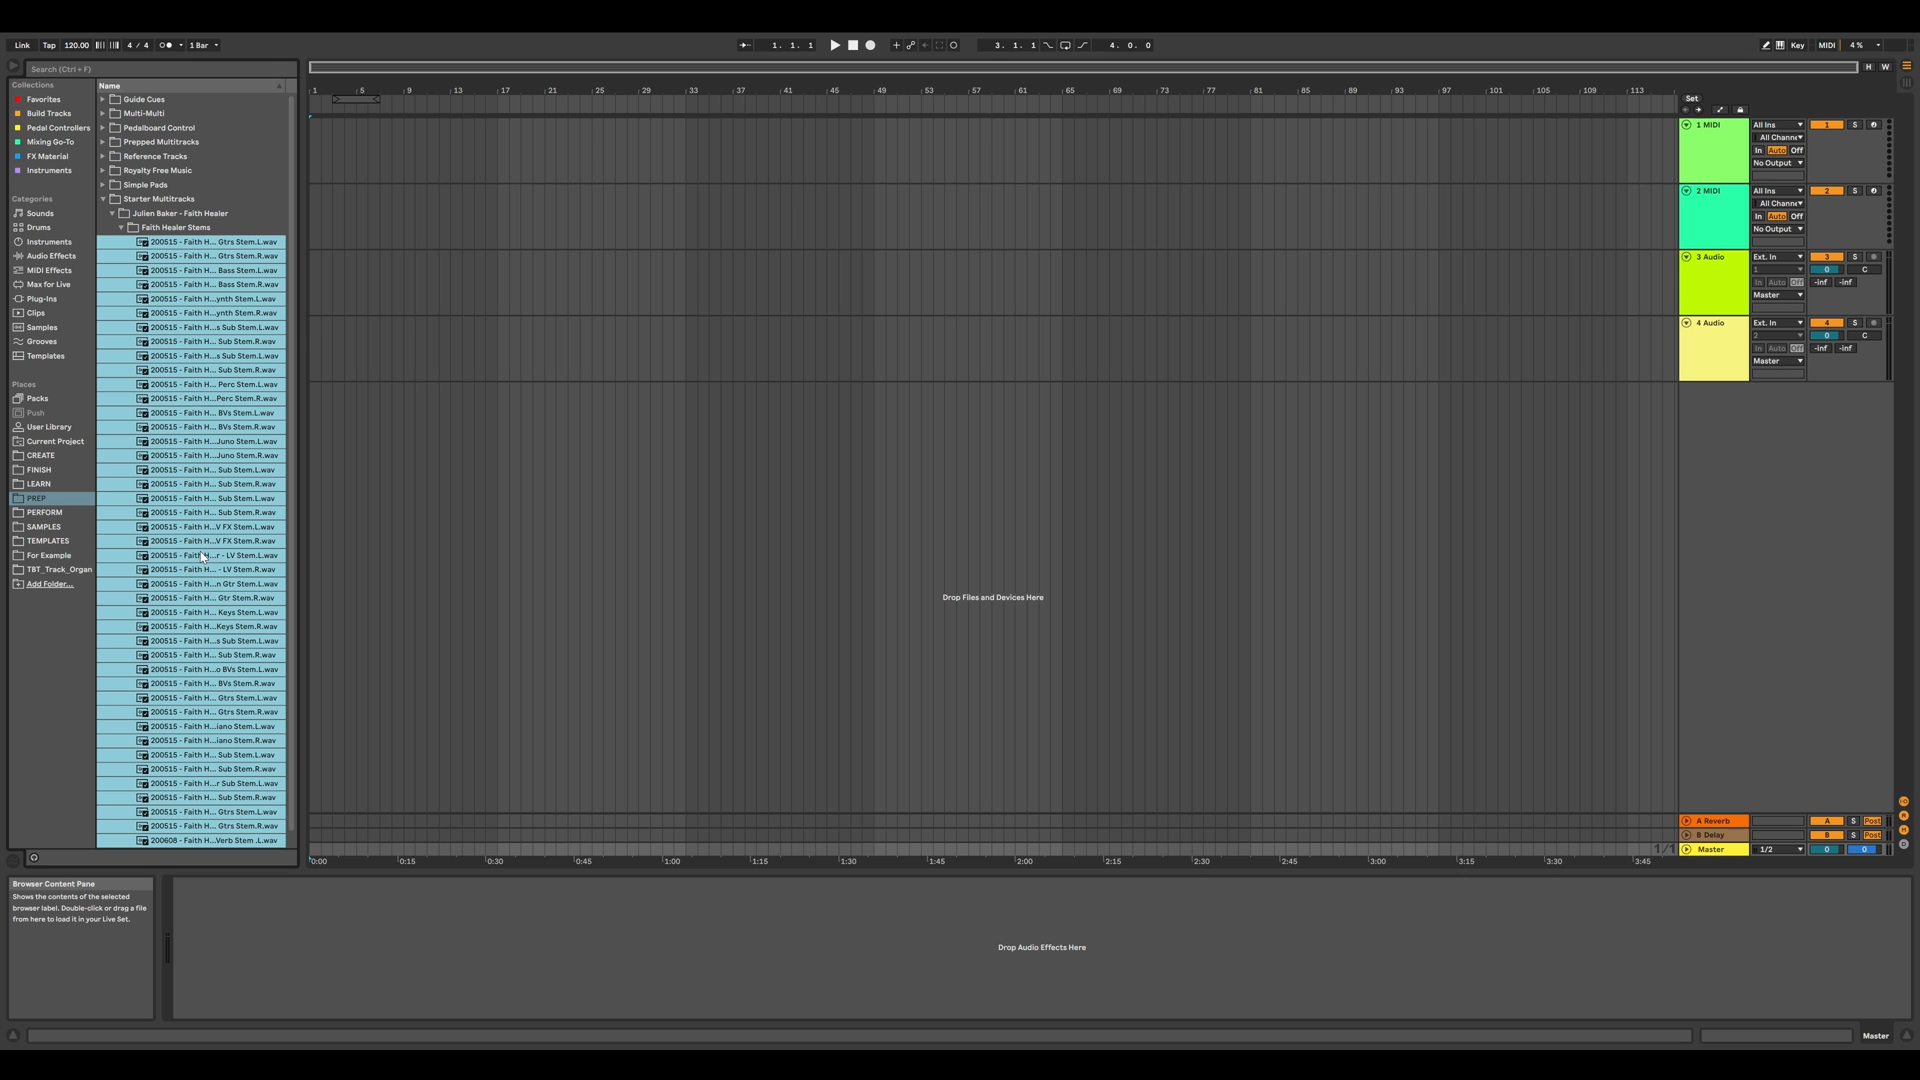 Link Tap 120.00 4 / 4 1 Bar
1. 1. 1 3. 1. 1 4. 0. 0
Key MIDI 4 %
Search (Ctrl + F)
Collections
Favorites
Build Tracks
Pedal Controllers
Mixing Go-To
FX Material
Instruments
Categories
Sounds
Drums
Instruments
Audio Effects
MIDI Effects
Max for Live
Plug-Ins
Clips
Samples
Grooves
Templates
Places
Packs
Push
User Library
Current Project
CREATE
FINISH
LEARN
PREP
PERFORM
SAMPLES
TEMPLATES
For Example
TBT_Track_Organ
Add Folder...
Name
Guide Cues
Multi-Multi
Pedalboard Control
Prepped Multitracks
Reference Tracks
Royalty Free Music
Simple Pads
Starter Multitracks
Julien Baker - Faith Healer
Faith Healer Stems
200515 - Faith H... Gtrs Stem.L.wav
200515 - Faith H... Gtrs Stem.R.wav
200515 - Faith H... Bass Stem.L.wav
200515 - Faith H... Bass Stem.R.wav
200515 - Faith H...ynth Stem.L.wav
200515 - Faith H...ynth Stem.R.wav
200515 - Faith H...s Sub Stem.L.wav
200515 - Faith H... Sub Stem.R.wav
200515 - Faith H...s Sub Stem.L.wav
200515 - Faith H... Sub Stem.R.wav
200515 - Faith H... Perc Stem.L.wav
200515 - Faith H...Perc Stem.R.wav
200515 - Faith H... BVs Stem.L.wav
200515 - Faith H... BVs Stem.R.wav
200515 - Faith H...Juno Stem.L.wav
200515 - Faith H...Juno Stem.R.wav
200515 - Faith H... Sub Stem.L.wav
200515 - Faith H... Sub Stem.R.wav
200515 - Faith H... Sub Stem.L.wav
200515 - Faith H... Sub Stem.R.wav
200515 - Faith H...V FX Stem.L.wav
200515 - Faith H...V FX Stem.R.wav
200515 - Faith H...r - LV Stem.L.wav
200515 - Faith H... - LV Stem.R.wav
200515 - Faith H...n Gtr Stem.L.wav
200515 - Faith H... Gtr Stem.R.wav
200515 - Faith H... Keys Stem.L.wav
200515 - Faith H...Keys Stem.R.wav
200515 - Faith H...s Sub Stem.L.wav
200515 - Faith H... Sub Stem.R.wav
200515 - Faith H...o BVs Stem.L.wav
200515 - Faith H... BVs Stem.R.wav
200515 - Faith H... Gtrs Stem.L.wav
200515 - Faith H... Gtrs Stem.R.wav
200515 - Faith H...iano Stem.L.wav
200515 - Faith H...iano Stem.R.wav
200515 - Faith H... Sub Stem.L.wav
200515 - Faith H... Sub Stem.R.wav
200515 - Faith H...r Sub Stem.L.wav
200515 - Faith H... Sub Stem.R.wav
200515 - Faith H... Gtrs Stem.L.wav
200515 - Faith H... Gtrs Stem.R.wav
200608 - Faith H...Verb Stem .L.wav
H W
1 5 9 13 17 21 25 29 33 37 41 45 49 53 57 61 65 69 73 77 81 85 89 93 97 101 105 109 113
Drop Files and Devices Here
Set
1 MIDI All Ins 1 S
All Channe
In Auto Off
No Output
2 MIDI All Ins 2 S
All Channe
In Auto Off
No Output
3 Audio Ext. In 3 S
1 0 C
In Auto Off -inf -inf
Master
4 Audio Ext. In 4 S
2 0 C
In Auto Off -inf -inf
Master
A Reverb A S Post
B Delay B S Post
1/1 Master 1/2 0 0
0:00 0:15 0:30 0:45 1:00 1:15 1:30 1:45 2:00 2:15 2:30 2:45 3:00 3:15 3:30 3:45
Browser Content Pane
Shows the contents of the selected
browser label. Double-click or drag a file
from here to load it in your Live Set.
Drop Audio Effects Here
Master